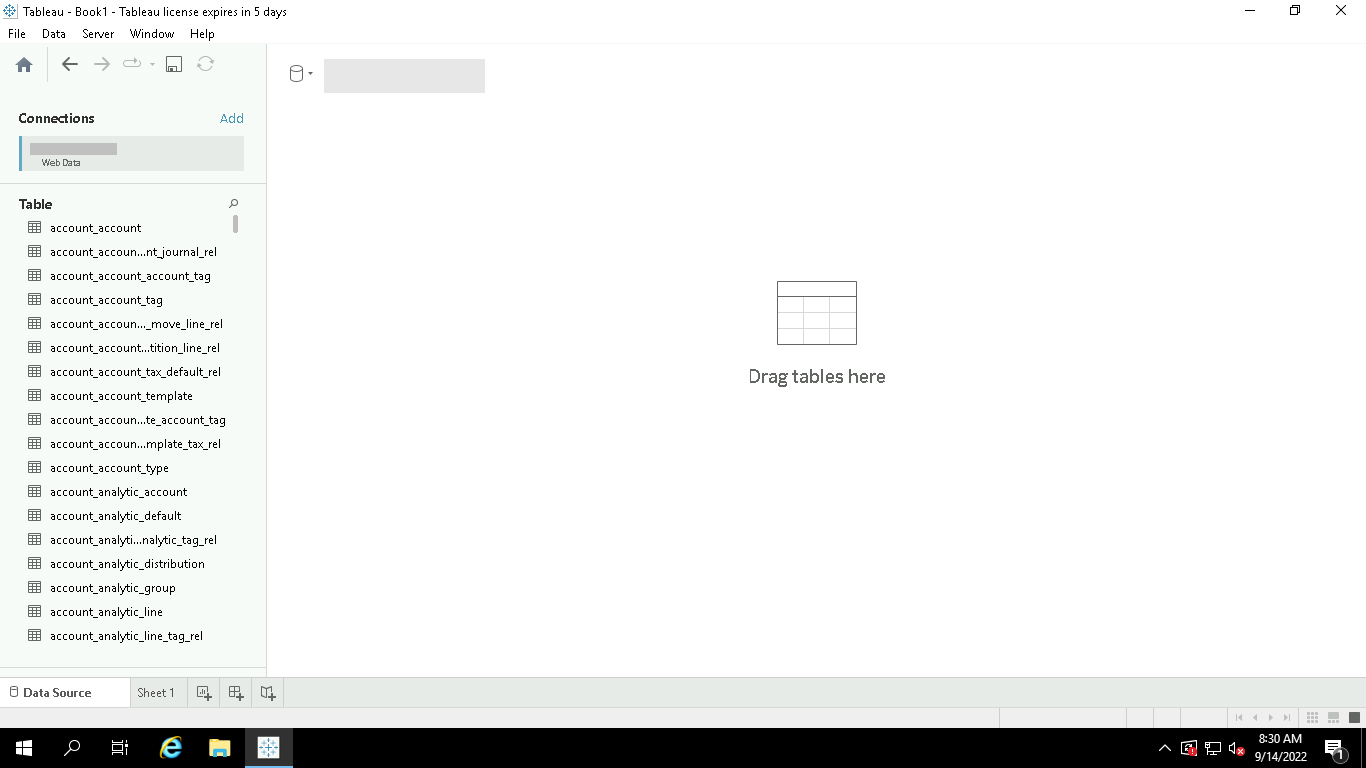 Tableau - Book1 - Tableau license expires in 5 days
File Data Server Window Help
Connections Add
Web Data
Table
account_account
account_accoun...nt_journal_rel
account_account_account_tag
account_account_tag
account_accoun..._move_line_rel
account_account...tition_line_rel
account_account_tax_default_rel
account_account_template
account_accoun...te_account_tag
account_accoun...mplate_tax_rel
account_account_type
account_analytic_account
account_analytic_default
account_analyti...nalytic_tag_rel
account_analytic_distribution
account_analytic_group
account_analytic_line
account_analytic_line_tag_rel
Drag tables here
Data Source Sheet 1
8:30 AM
9/14/2022
1